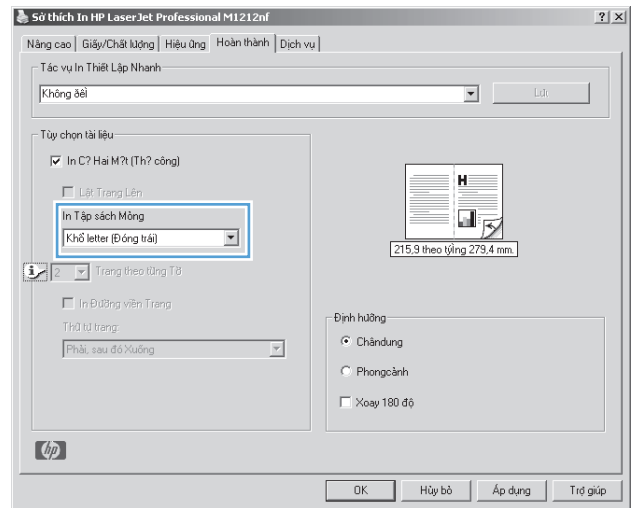 Sở thích In HP LaserJet Professional M1212nf
Nâng cao Giấy/Chất lượng Hiệu ứng Hoàn thành Dịch vụ
Tác vụ In Thiết Lập Nhanh
Không đề
Lưu
Tùy chọn tài liệu
In C? Hai M?t (Th? công)
Lật Trang Lên
In Tập sách Mỏng
Khổ letter (Đóng trái)
2 Trang theo từng Tờ
In Đường viền Trang
Thứ tự trang:
Phải, sau đó Xuống
H
215,9 theo tỷlng 279,4 mm.
Định hướng
Chândung
Phongcảnh
Xoay 180 độ
hp
OK Hủy bỏ Áp dụng Trợ giúp